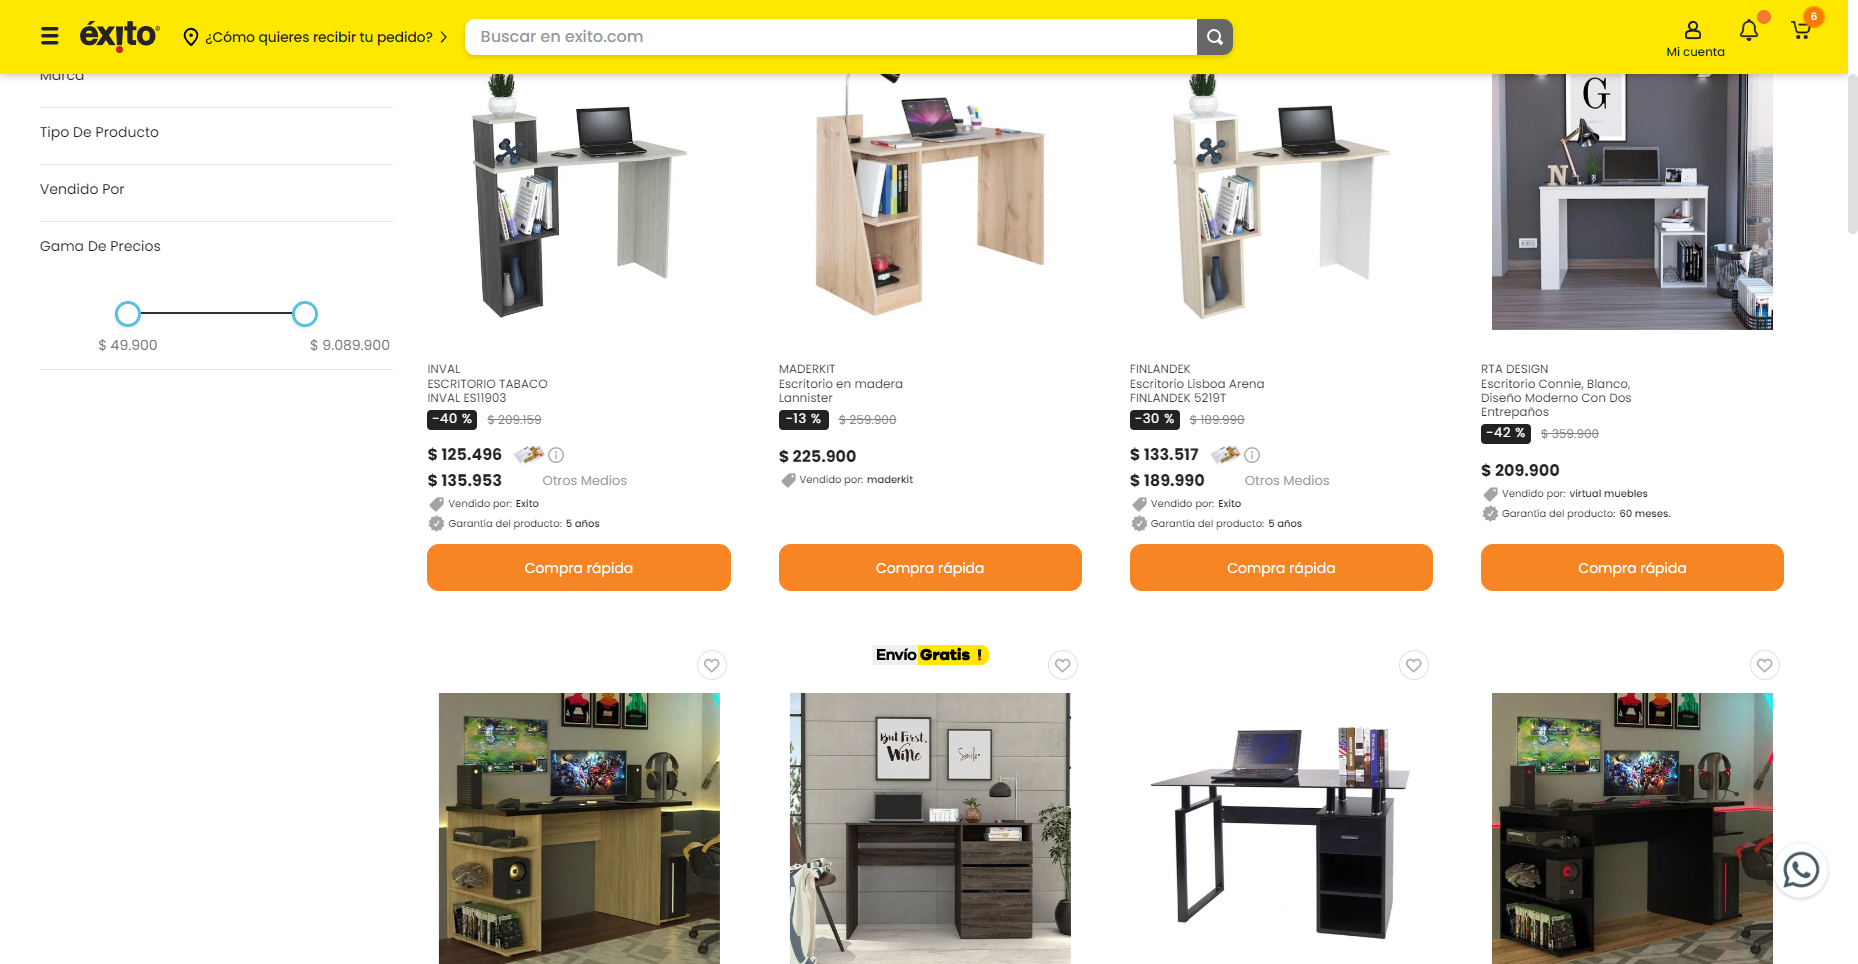 éxito
¿Cómo quieres recibir tu pedido?
Buscar en exito.com
Mi cuenta
6
Marca
Tipo De Producto
Vendido Por
Gama De Precios
$ 49.900
$ 9.089.900
G
N
INVAL
ESCRITORIO TABACO
INVAL ES11903
-40 %
$ 209.159
$ 125.496
$ 135.953
Otros Medios
Vendido por: Exito
Garantía del producto: 5 años
Compra rápida
MADERKIT
Escritorio en madera
Lannister
-13 %
$ 259.900
$ 225.900
Vendido por: maderkit
Compra rápida
FINLANDEK
Escritorio Lisboa Arena
FINLANDEK 5219T
-30 %
$ 189.990
$ 133.517
$ 189.990
Otros Medios
Vendido por: Exito
Garantía del producto: 5 años
Compra rápida
RTA DESIGN
Escritorio Connie, Blanco,
Diseño Moderno Con Dos
Entrepaños
-42 %
$ 359.900
$ 209.900
Vendido por: virtual muebles
Garantía del producto: 60 meses.
Compra rápida
Envío Gratis !
But First,
Wine
Smile